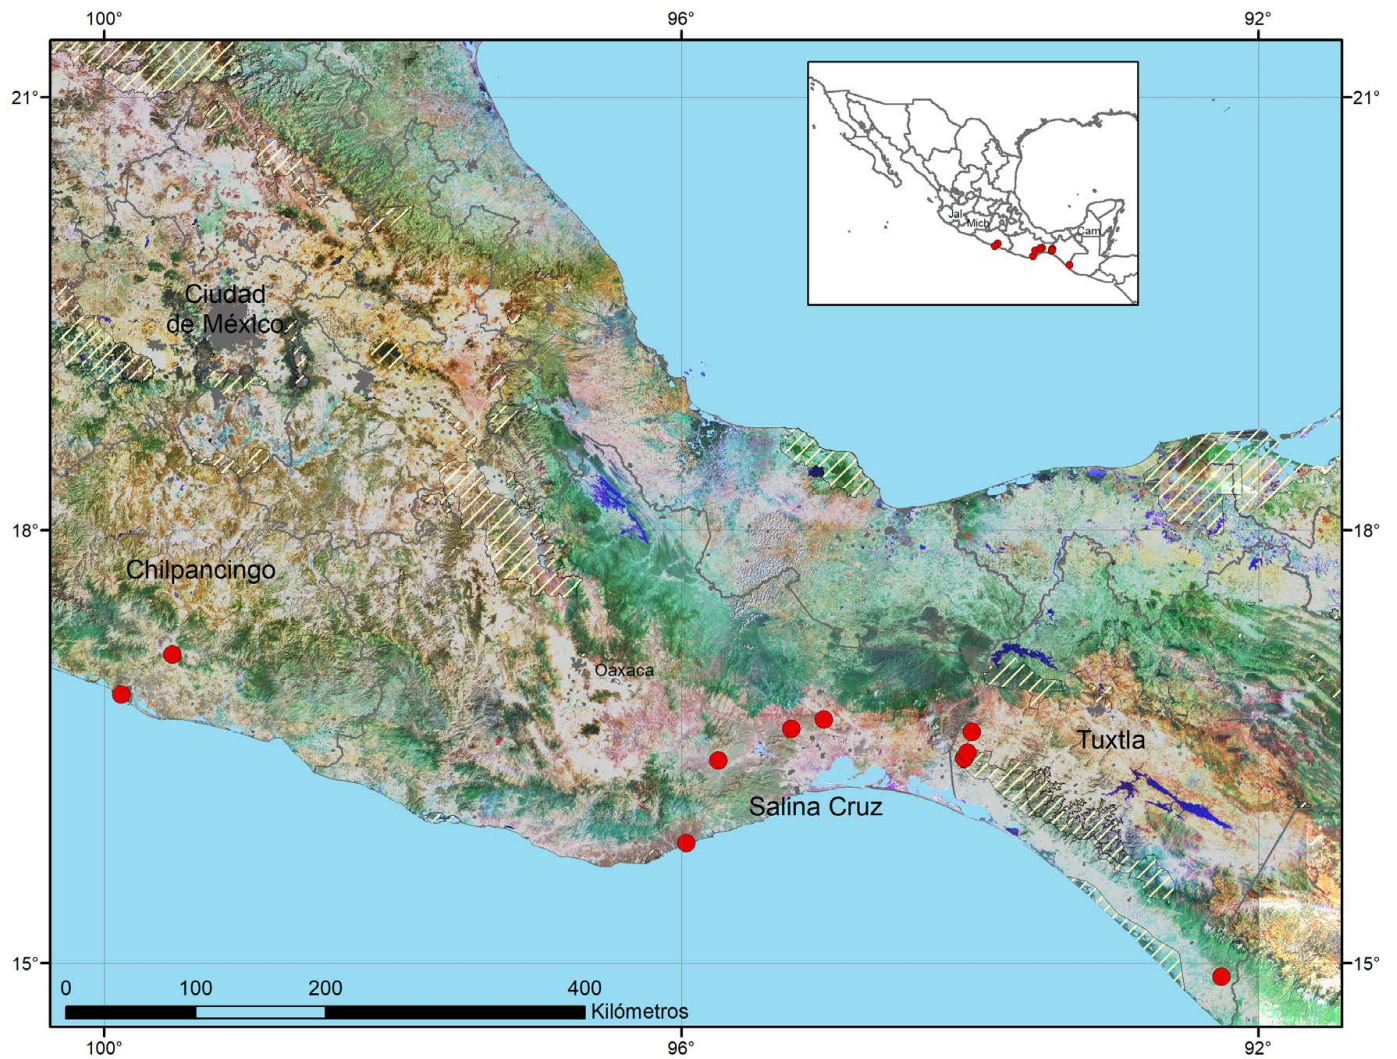 100°
96°
92°
21°
21°
Jal
Mich
Cam
Ciudad
de México
18°
18°
Chilpancingo
Oaxaca
Tuxtla
Salina Cruz
15°
15°
0 100 200 400
Kilómetros
100°
96°
92°